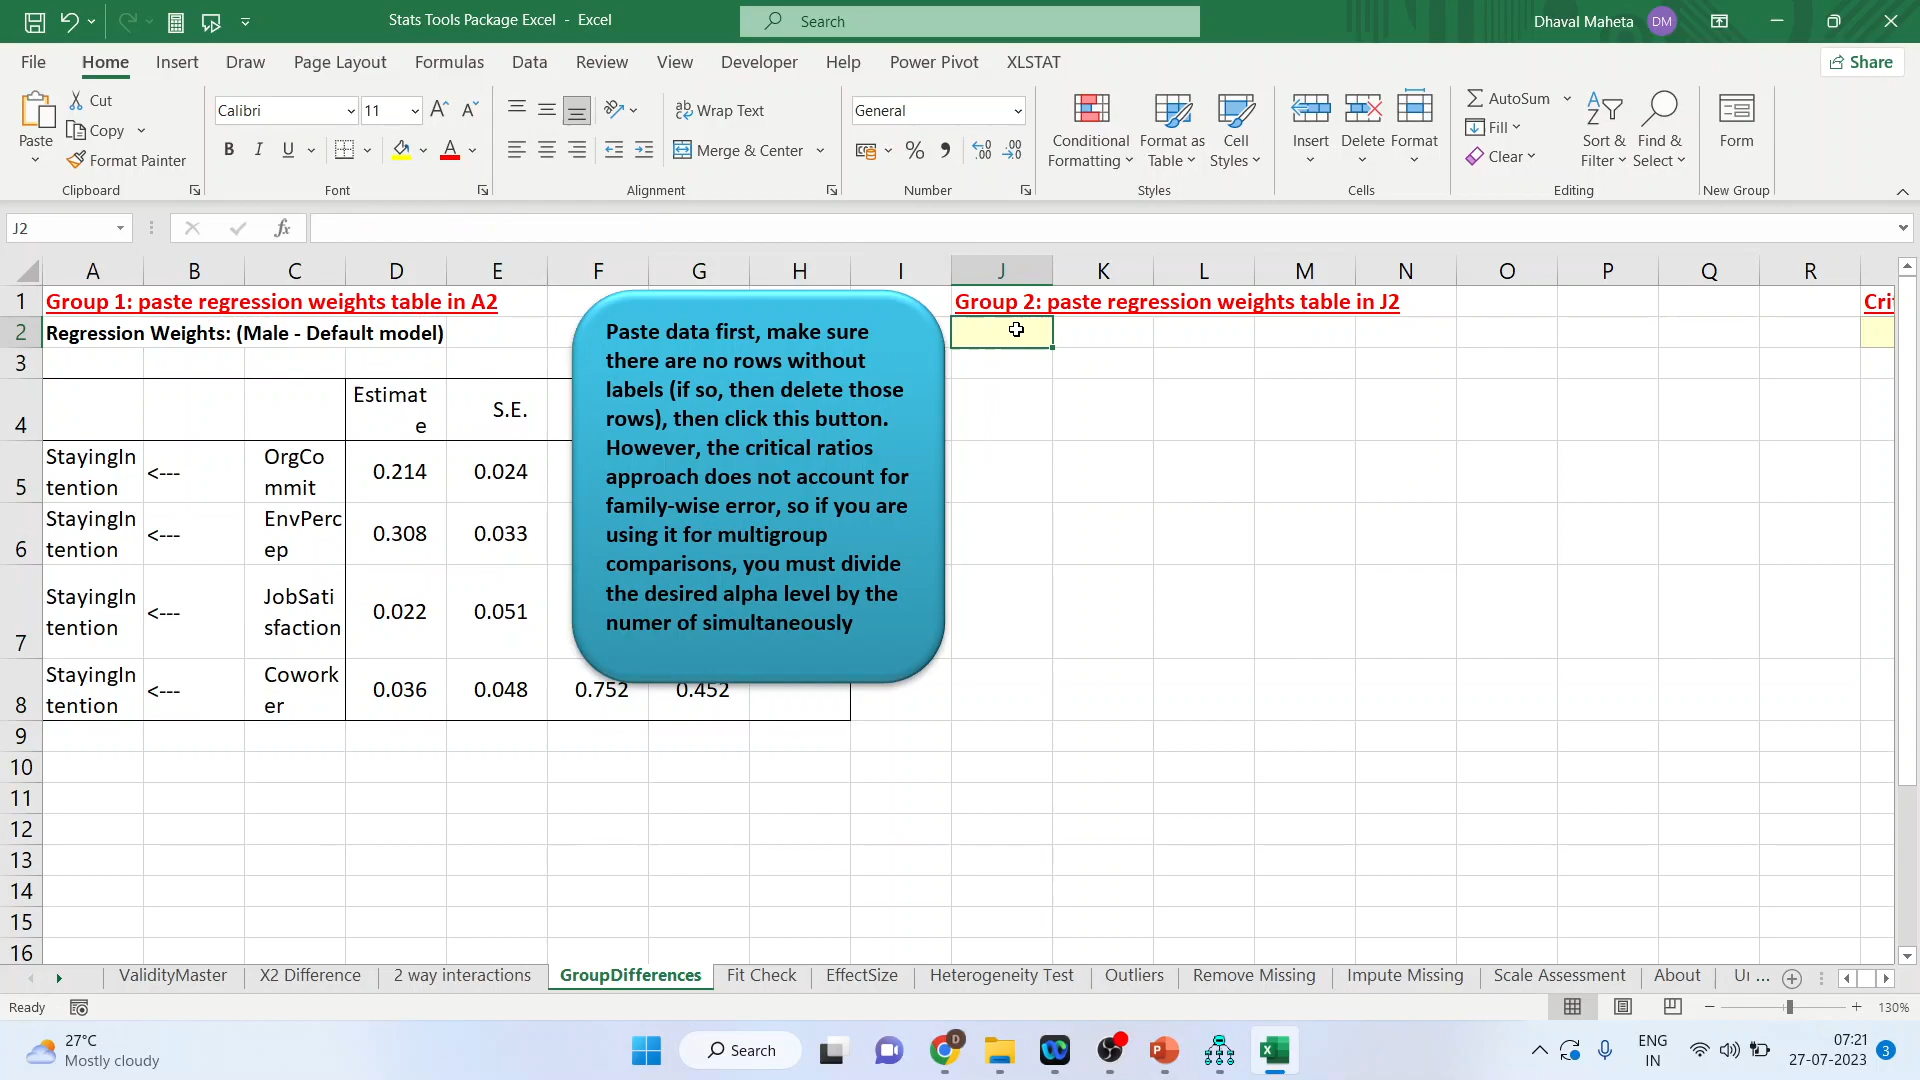 Stats Tools Package Excel - Excel
Search
Dhaval Maheta
DM
File
Home
Insert
Draw
Page Layout
Formulas
Data
Review
View
Developer
Help
Power Pivot
XLSTAT
Share
Paste
Cut
Copy
Format Painter
Clipboard
Calibri
11
Font
Wrap Text
Merge & Center
Alignment
General
Number
Conditional Formatting
Format as Table
Cell Styles
Styles
Insert
Delete
Format
Cells
AutoSum
Fill
Clear
Sort & Filter
Find & Select
Editing
Form
New Group
J2
fx
A B C D E F G H I J K L M N O P Q R
1 Group 1: paste regression weights table in A2
Group 2: paste regression weights table in J2
Crit
2 Regression Weights: (Male - Default model)
3
4 Estimate S.E.
5 StayingIntention <--- OrgCommit 0.214 0.024
6 StayingIntention <--- EnvPercep 0.308 0.033
7 StayingIntention <--- JobSatisfaction 0.022 0.051
8 StayingIntention <--- Coworker 0.036 0.048 0.752 0.452
9
10
11
12
13
14
15
16
Paste data first, make sure
there are no rows without
labels (if so, then delete those
rows), then click this button.
However, the critical ratios
approach does not account for
family-wise error, so if you are
using it for multigroup
comparisons, you must divide
the desired alpha level by the
numer of simultaneously
ValidityMaster
X2 Difference
2 way interactions
GroupDifferences
Fit Check
EffectSize
Heterogeneity Test
Outliers
Remove Missing
Impute Missing
Scale Assessment
About
Ready
130%
27°C
Mostly cloudy
Search
ENG
IN
07:21
27-07-2023
3